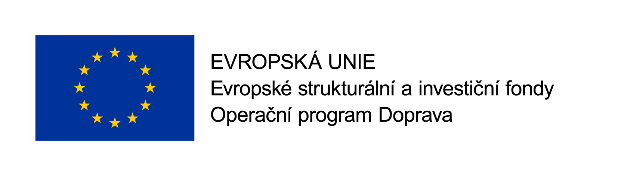 EVROPSKÁ UNIE
Evropské strukturální a investiční fondy
Operační program Doprava